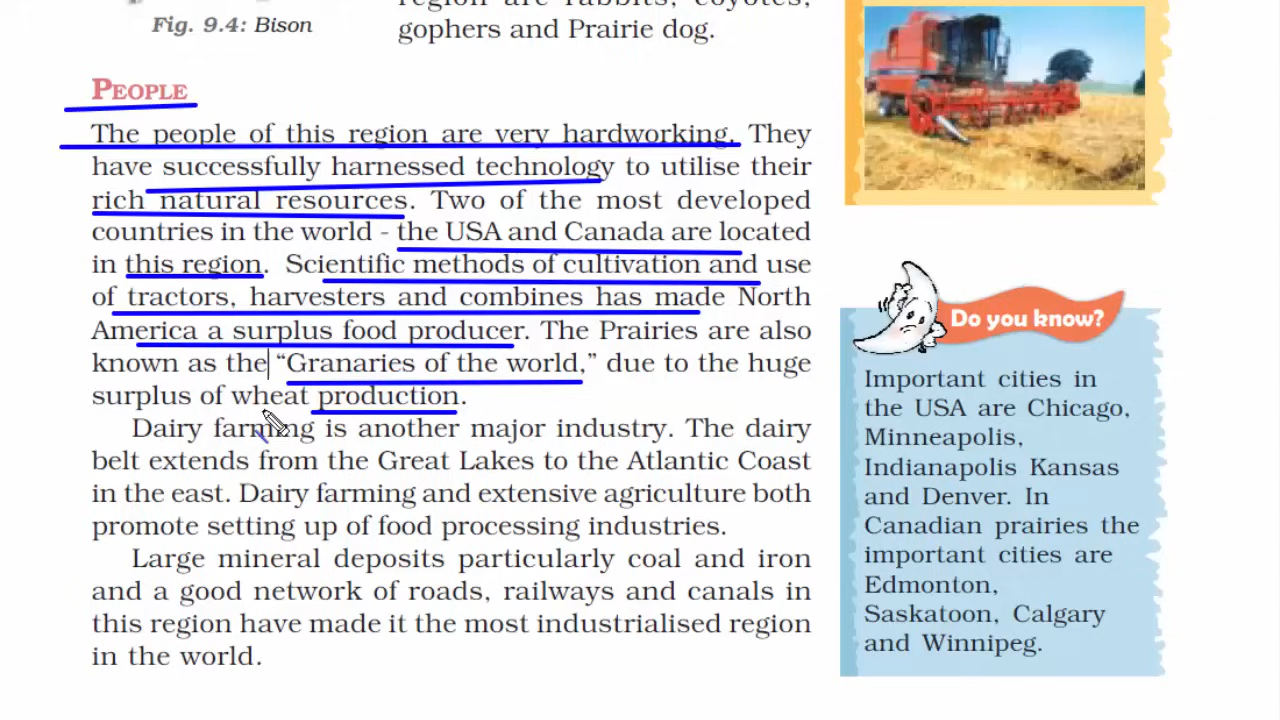 region are rabbits, coyotes,
gophers and Prairie dog.
Fig. 9.4: Bison
PEOPLE
The people of this region are very hardworking. They
have successfully harnessed technology to utilise their
rich natural resources. Two of the most developed
countries in the world - the USA and Canada are located
in this region. Scientific methods of cultivation and use
of tractors, harvesters and combines has made North
America a surplus food producer. The Prairies are also
known as the “Granaries of the world,” due to the huge
surplus of wheat production.
Dairy farming is another major industry. The dairy
belt extends from the Great Lakes to the Atlantic Coast
in the east. Dairy farming and extensive agriculture both
promote setting up of food processing industries.
Large mineral deposits particularly coal and iron
and a good network of roads, railways and canals in
this region have made it the most industrialised region
in the world.
Do you know?
Important cities in
the USA are Chicago,
Minneapolis,
Indianapolis Kansas
and Denver. In
Canadian prairies the
important cities are
Edmonton,
Saskatoon, Calgary
and Winnipeg.